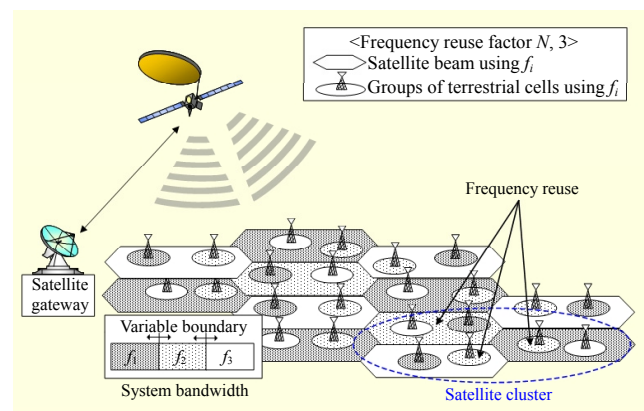 <Frequency reuse factor N, 3>
Satellite beam using fi
Groups of terrestrial cells using fi
Frequency reuse
Satellite
gateway
Variable boundary
f1 f2 f3
System bandwidth
Satellite cluster